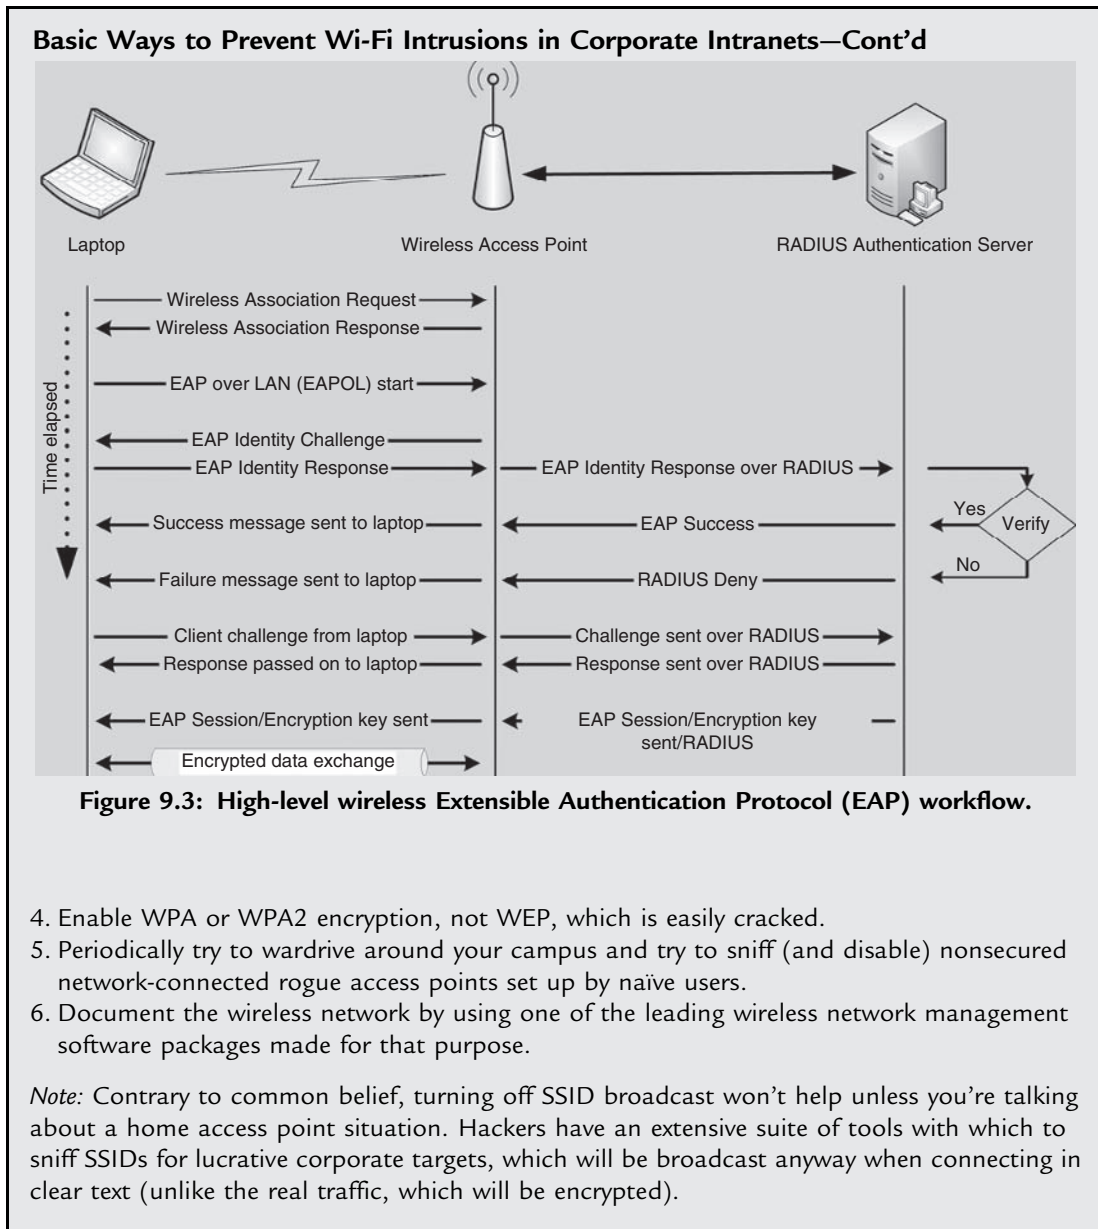 Basic Ways to Prevent Wi-Fi Intrusions in Corporate Intranets—Cont’d
Laptop
Wireless Access Point
RADIUS Authentication Server
Time elapsed
Wireless Association Request
Wireless Association Response
EAP over LAN (EAPOL) start
EAP Identity Challenge
EAP Identity Response
EAP Identity Response over RADIUS
Success message sent to laptop
EAP Success
Yes
Verify
Failure message sent to laptop
RADIUS Deny
No
Client challenge from laptop
Challenge sent over RADIUS
Response passed on to laptop
Response sent over RADIUS
EAP Session/Encryption key sent
EAP Session/Encryption key
sent/RADIUS
Encrypted data exchange
Figure 9.3: High-level wireless Extensible Authentication Protocol (EAP) workflow.
4. Enable WPA or WPA2 encryption, not WEP, which is easily cracked.
5. Periodically try to wardrive around your campus and try to sniff (and disable) nonsecured
network-connected rogue access points set up by naïve users.
6. Document the wireless network by using one of the leading wireless network management
software packages made for that purpose.
Note: Contrary to common belief, turning off SSID broadcast won’t help unless you’re talking
about a home access point situation. Hackers have an extensive suite of tools with which to
sniff SSIDs for lucrative corporate targets, which will be broadcast anyway when connecting in
clear text (unlike the real traffic, which will be encrypted).